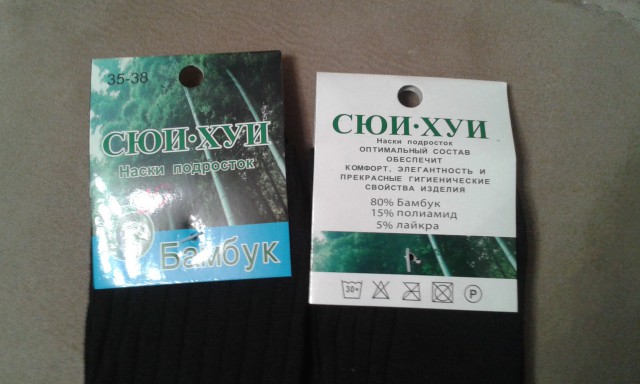 35-38
СЮИ·ХУИ
Наски подросток
Бамбук
СЮИ·ХУИ
Наски подросток
ОПТИМАЛЬНЫЙ СОСТАВ
ОБЕСПЕЧИТ
КОМФОРТ, ЭЛЕГАНТНОСТЬ И
ПРЕКРАСНЫЕ ГИГИЕНИЧЕСКИЕ
СВОЙСТВА ИЗДЕЛИЯ
80% Бамбук
15% полиамид
5% лайкра
30°
P